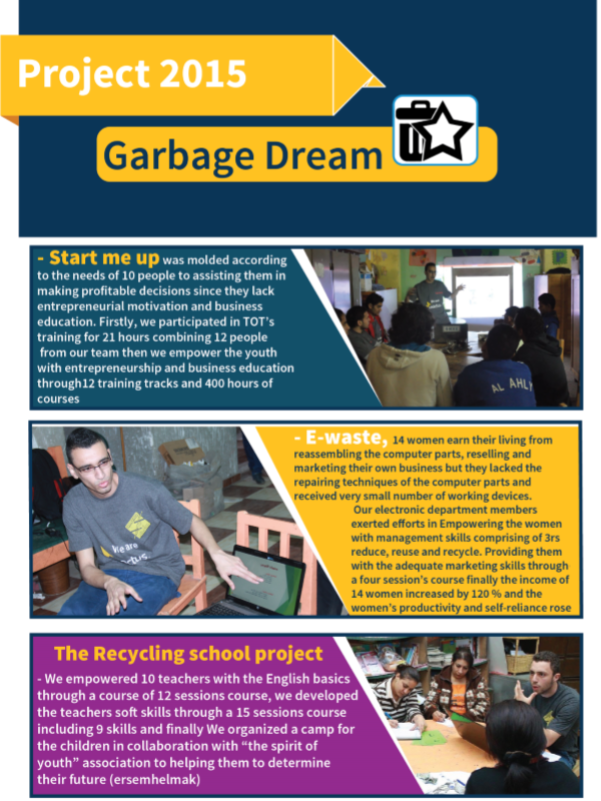 Project 2015
Garbage Dream
- Start me up was molded according
to the needs of 10 people to assisting them in
making profitable decisions since they lack
entrepreneurial motivation and business
education. Firstly, we participated in TOT's
training for 21 hours combining 12 people
from our team then we empower the youth
with entrepreneurship and business education
through12 training tracks and 400 hours of
courses
AL AHLY
- E-waste, 14 women earn their living from
reassembling the computer parts, reselling and
marketing their own business but they lacked the
repairing techniques of the computer parts and
received very small number of working devices.
Our electronic department members
exerted efforts in Empowering the women
with management skills comprising of 3rs
reduce, reuse and recycle. Providing them
with the adequate marketing skills through
a four session's course finally the income of
14 women increased by 120 % and the
women's productivity and self-reliance rose
We are
The Recycling school project
- We empowered 10 teachers with the English basics
through a course of 12 sessions course, we developed
the teachers soft skills through a 15 sessions course
including 9 skills and finally We organized a camp for
the children in collaboration with "the spirit of
youth" association to helping them to determine
their future (ersemhelmak)